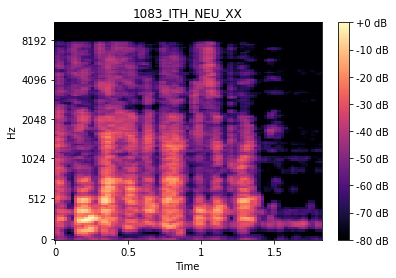 1083_ITH_NEU_XX
+0 dB
8192
-10 dB
4096
-20 dB
-30 dB
2048
Hz
-40 dB
1024
-50 dB
512
-60 dB
-70 dB
0
-80 dB
0
0.5
1
1.5
Time